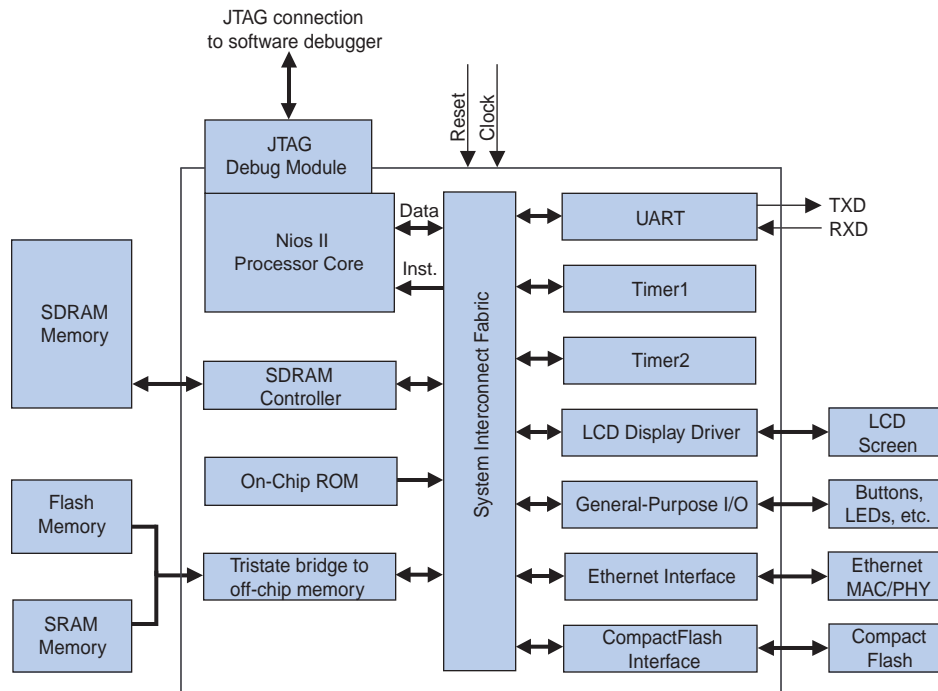 JTAG connection
to software debugger
Reset
Clock
JTAG
Debug Module
Nios II
Processor Core
Data
Inst.
System Interconnect Fabric
UART
TXD
RXD
Timer1
Timer2
SDRAM
Memory
SDRAM
Controller
LCD Display Driver
LCD
Screen
On-Chip ROM
General-Purpose I/O
Buttons,
LEDs, etc.
Flash
Memory
Tristate bridge to
off-chip memory
Ethernet Interface
Ethernet
MAC/PHY
SRAM
Memory
CompactFlash
Interface
Compact
Flash